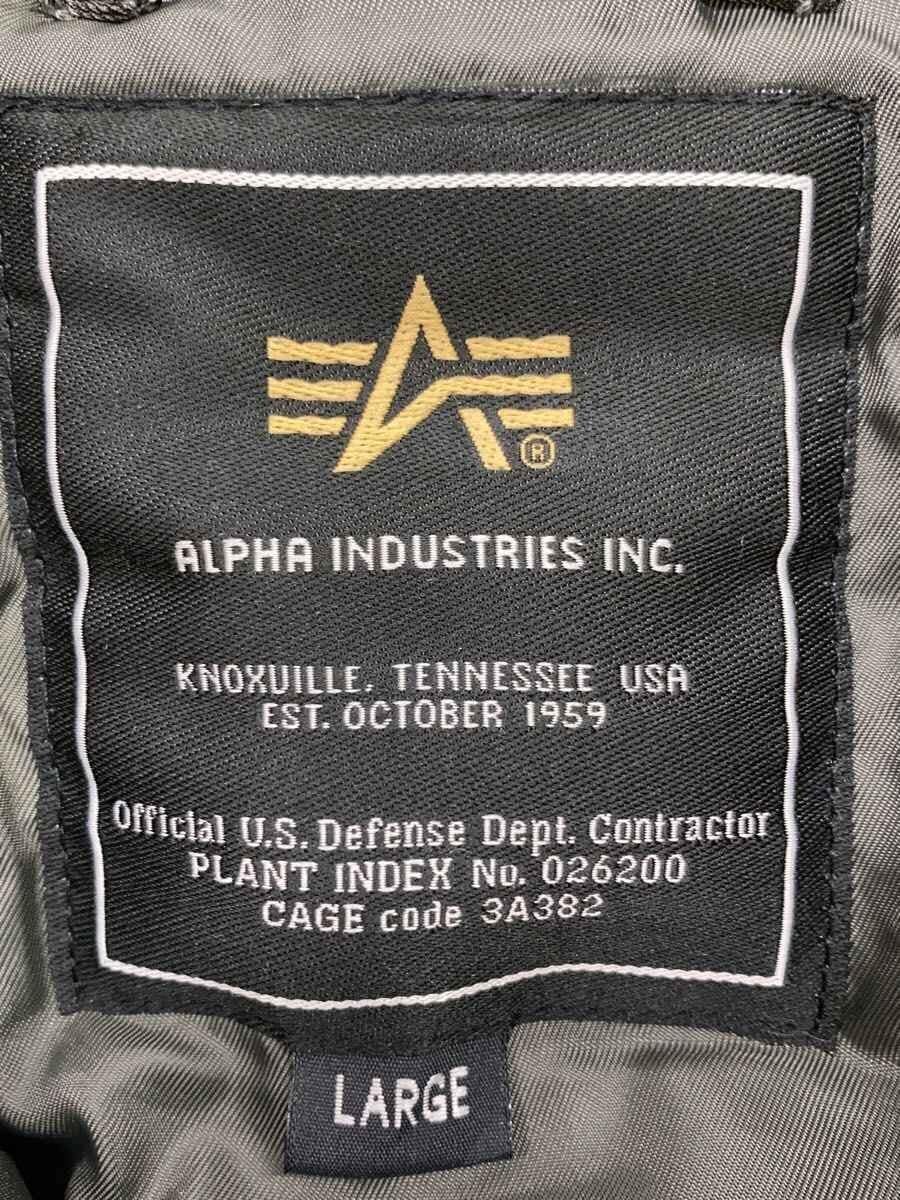 ®
ALPHA INDUSTRIES INC.
KNOXVILLE, TENNESSEE USA
EST. OCTOBER 1959
Official U.S. Defense Dept. Contractor
PLANT INDEX No. 026200
CAGE code 3A382
LARGE